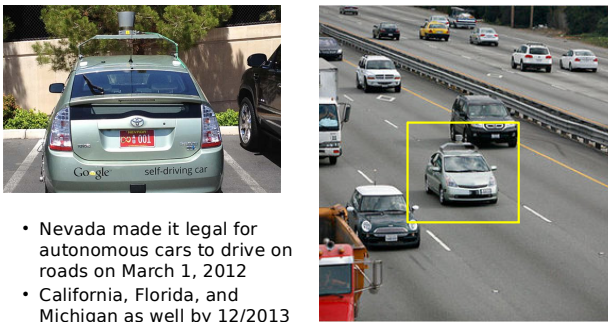 001
Google self-driving car
• Nevada made it legal for
autonomous cars to drive on
roads on March 1, 2012
• California, Florida, and
Michigan as well by 12/2013